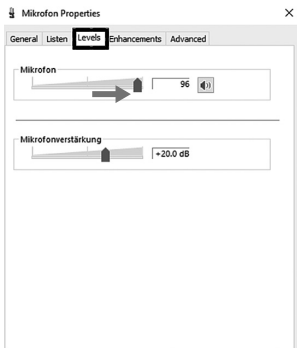 Mikrofon Properties
General Listen Levels Enhancements Advanced
Mikrofon
96
Mikrofonverstärkung
+20.0 dB